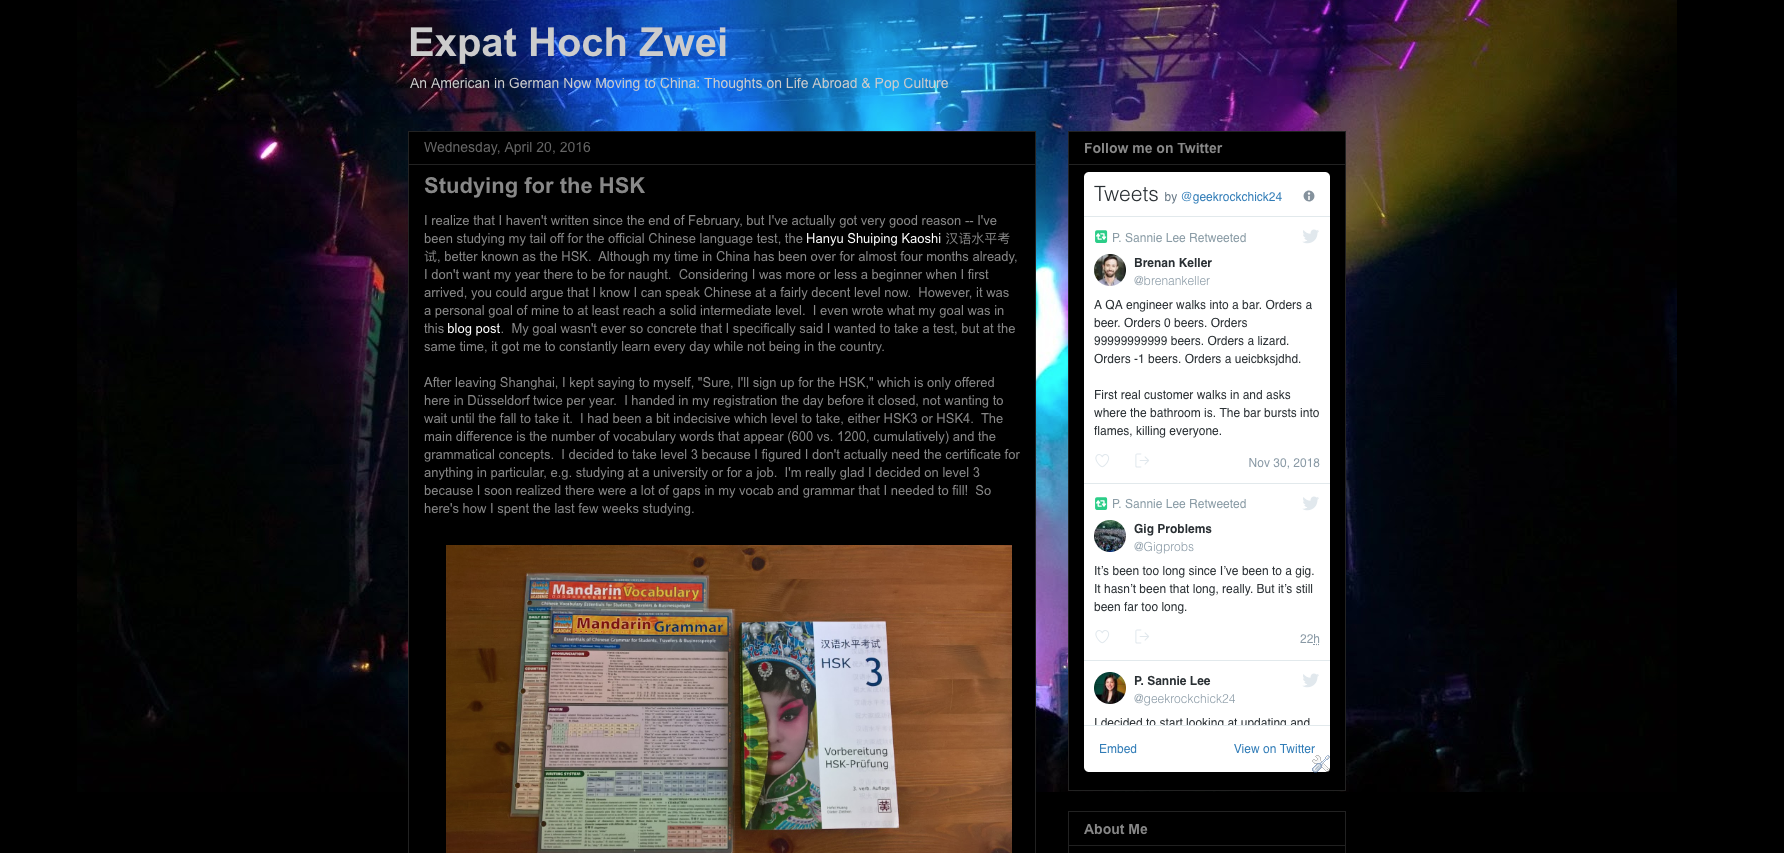 Expat Hoch Zwei
An American in German Now Moving to China: Thoughts on Life Abroad & Pop Culture
Wednesday, April 20, 2016
Studying for the HSK
I realize that I haven't written since the end of February, but I've actually got very good reason -- I've
been studying my tail off for the official Chinese language test, the Hanyu Shuiping Kaoshi 汉语水平考
试, better known as the HSK.  Although my time in China has been over for almost four months already,
I don't want my year there to be for naught.  Considering I was more or less a beginner when I first
arrived, you could argue that I know I can speak Chinese at a fairly decent level now.  However, it was
a personal goal of mine to at least reach a solid intermediate level.  I even wrote what my goal was in
this blog post.  My goal wasn't ever so concrete that I specifically said I wanted to take a test, but at the
same time, it got me to constantly learn every day while not being in the country.
After leaving Shanghai, I kept saying to myself, "Sure, I'll sign up for the HSK," which is only offered
here in Düsseldorf twice per year.  I handed in my registration the day before it closed, not wanting to
wait until the fall to take it.  I had been a bit indecisive which level to take, either HSK3 or HSK4.  The
main difference is the number of vocabulary words that appear (600 vs. 1200, cumulatively) and the
grammatical concepts.  I decided to take level 3 because I figured I don't actually need the certificate for
anything in particular, e.g. studying at a university or for a job.  I'm really glad I decided on level 3
because I soon realized there were a lot of gaps in my vocab and grammar that I needed to fill!  So
here's how I spent the last few weeks studying.
Mandarin Vocabulary
Chinese Vocabulary Essentials for Students, Travelers & Businesspeople
Mandarin Grammar
Essentials of Chinese Grammar for Students, Travelers & Businesspeople
PRONUNCIATION
WRITING SYSTEM
汉语水平考试
HSK 3
Vorbereitung
HSK-Prüfung
3. verb. Auflage
Follow me on Twitter
Tweets by @geekrockchick24
P. Sannie Lee Retweeted
Brenan Keller
@brenankeller
A QA engineer walks into a bar. Orders a
beer. Orders 0 beers. Orders
99999999999 beers. Orders a lizard.
Orders -1 beers. Orders a ueicbksjdhd.
First real customer walks in and asks
where the bathroom is. The bar bursts into
flames, killing everyone.
Nov 30, 2018
P. Sannie Lee Retweeted
Gig Problems
@Gigprobs
It's been too long since I've been to a gig.
It hasn't been that long, really. But it's still
been far too long.
22h
P. Sannie Lee
@geekrockchick24
I decided to start looking at updating and
Embed
View on Twitter
About Me